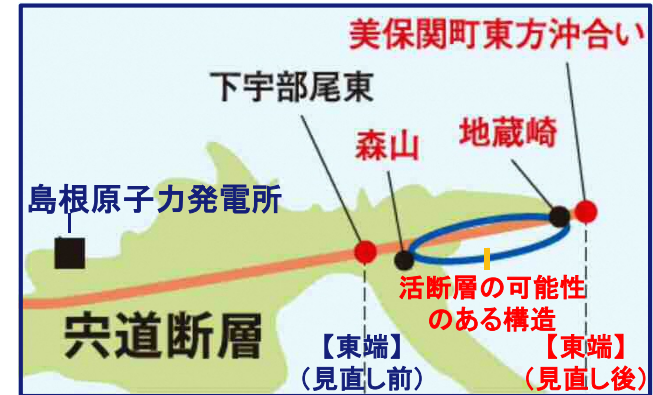 美保関町東方沖合い
下宇部尾東
森山
地蔵崎
島根原子力発電所
活断層の可能性
のある構造
宍道断層
【東端】
（見直し前）
【東端】
（見直し後）